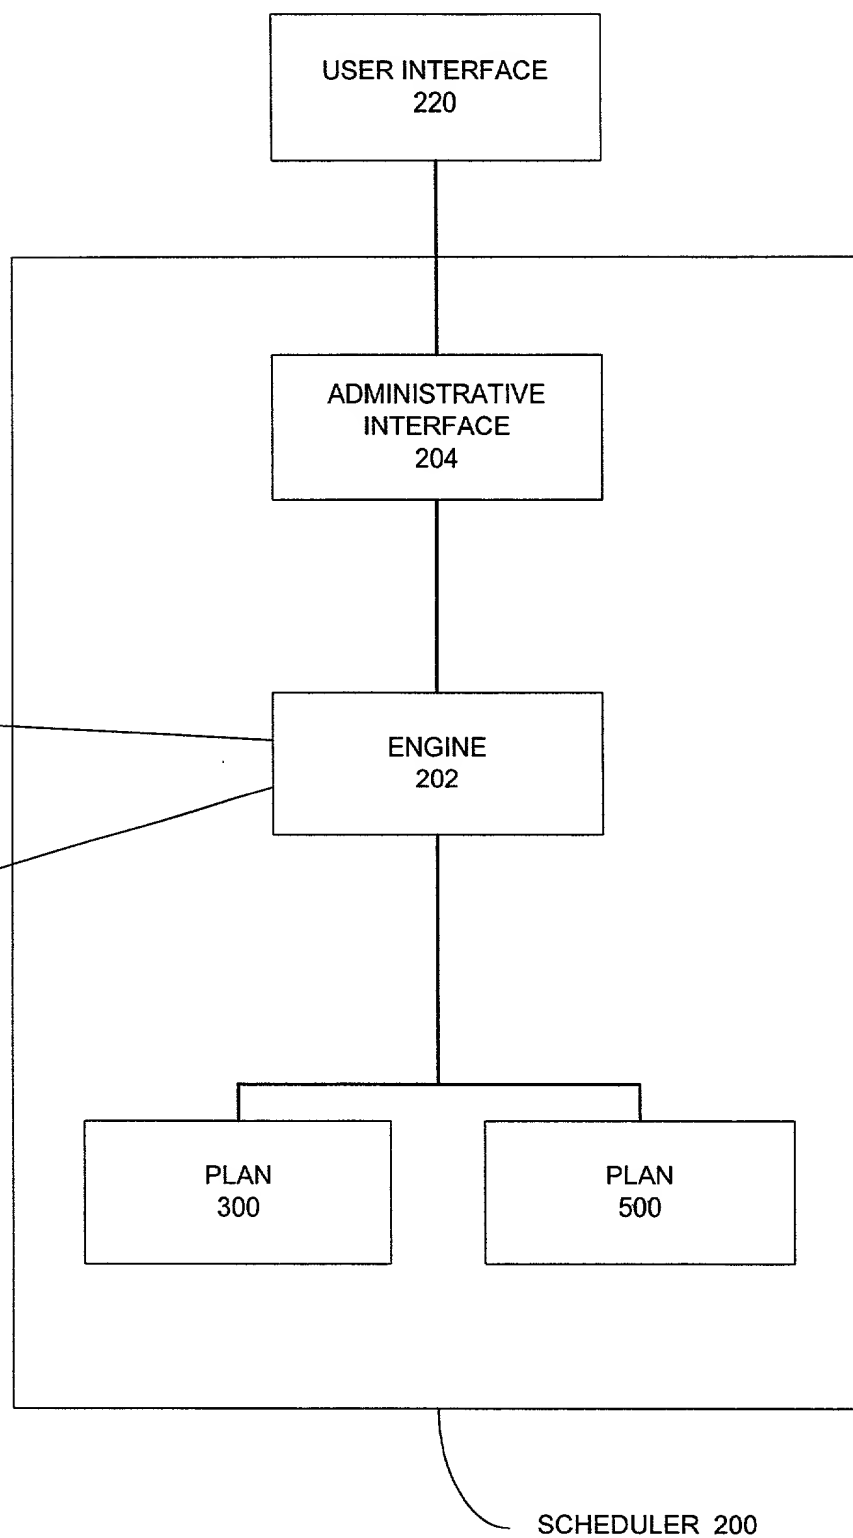 USER INTERFACE
220
ADMINISTRATIVE
INTERFACE
204
ENGINE
202
PLAN
300
PLAN
500
SCHEDULER 200